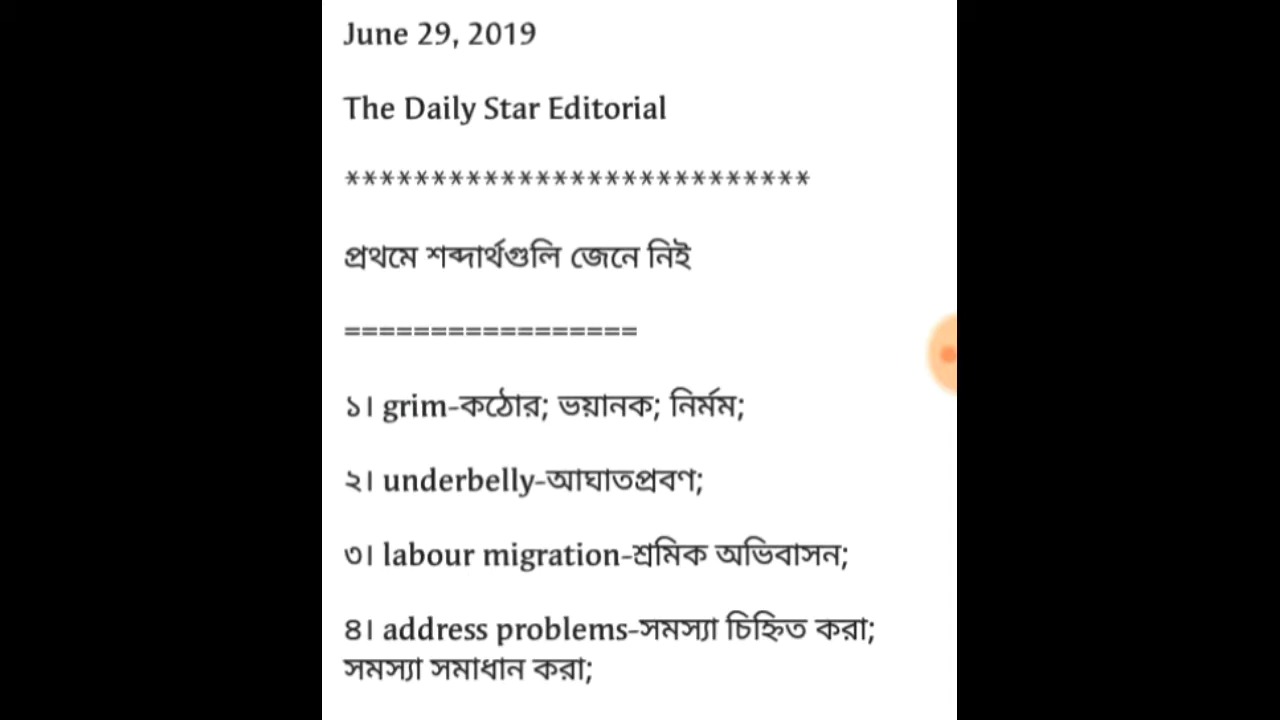 June 29, 2019
The Daily Star Editorial
***************************
প্রথমে শব্দার্থগুলি জেনে নিই
=================
১। grim-কঠোর; ভয়ানক; নির্মম;
২। underbelly-আঘাতপ্রবণ;
৩। labour migration-শ্রমিক অভিবাসন;
৪। address problems-সমস্যা চিহ্নিত করা;
সমস্যা সমাধান করা;